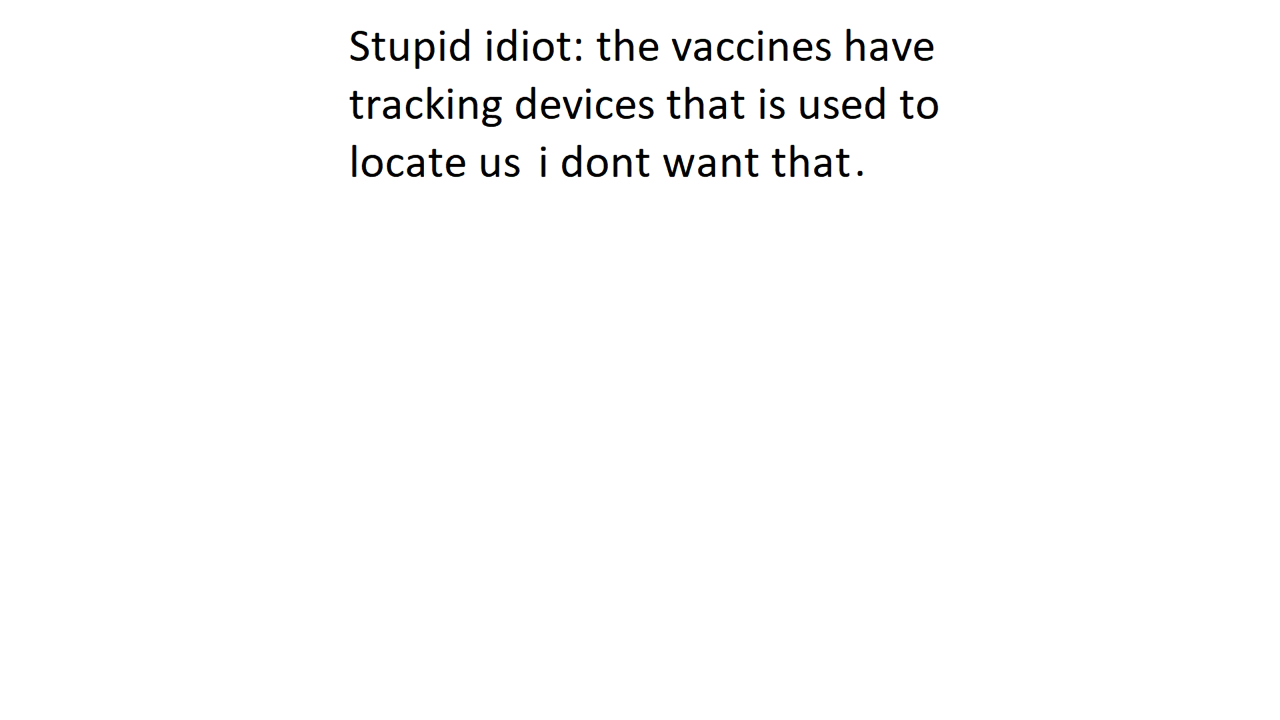 Stupid idiot: the vaccines have
tracking devices that is used to
locate us i dont want that.